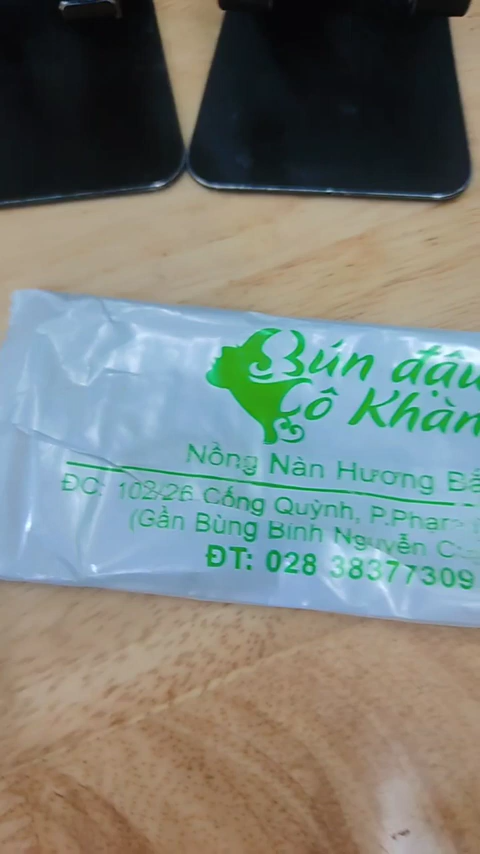 Bún đậu
Cô Khàn
Nồng Nàn Hương
ĐC: 102/26 Cống Quỳnh, P.Phạm
(Gần Bùng Binh Nguyễn
ĐT: 028 38377309